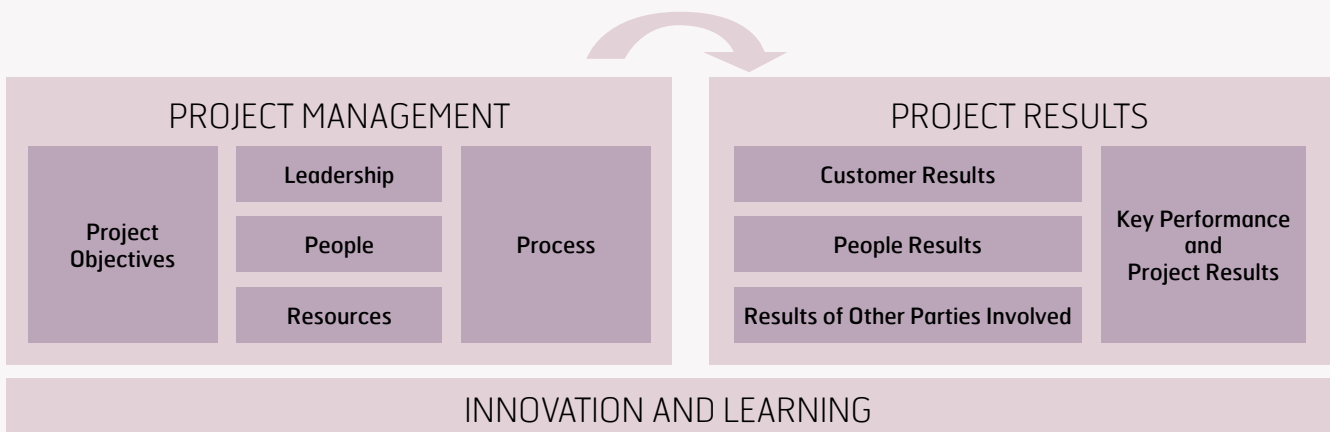 PROJECT MANAGEMENT
Project
Objectives
Leadership
People
Resources
Process
PROJECT RESULTS
Customer Results
People Results
Results of Other Parties Involved
Key Performance
and
Project Results
INNOVATION AND LEARNING